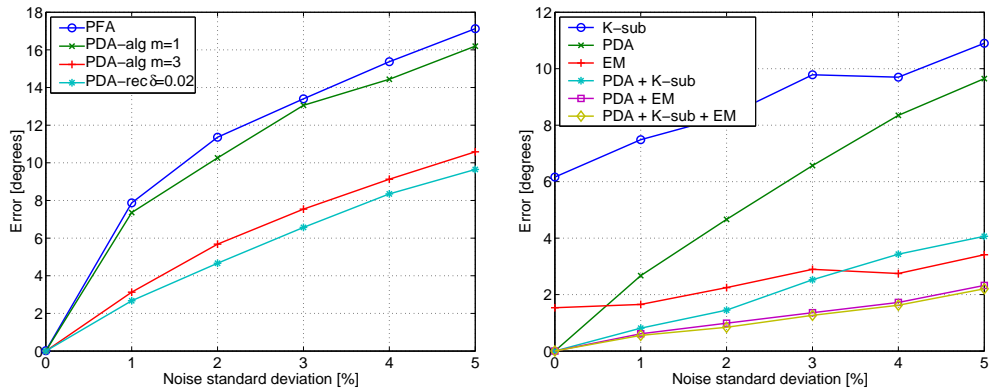 18
16
14
12
10
8
6
4
2
0
Error [degrees]
PFA
PDA−alg m=1
PDA−alg m=3
PDA−rec δ=0.02
0 1 2 3 4 5
Noise standard deviation [%]
12
10
8
6
4
2
0
Error [degrees]
K−sub
PDA
EM
PDA + K−sub
PDA + EM
PDA + K−sub + EM
0 1 2 3 4 5
Noise standard deviation [%]